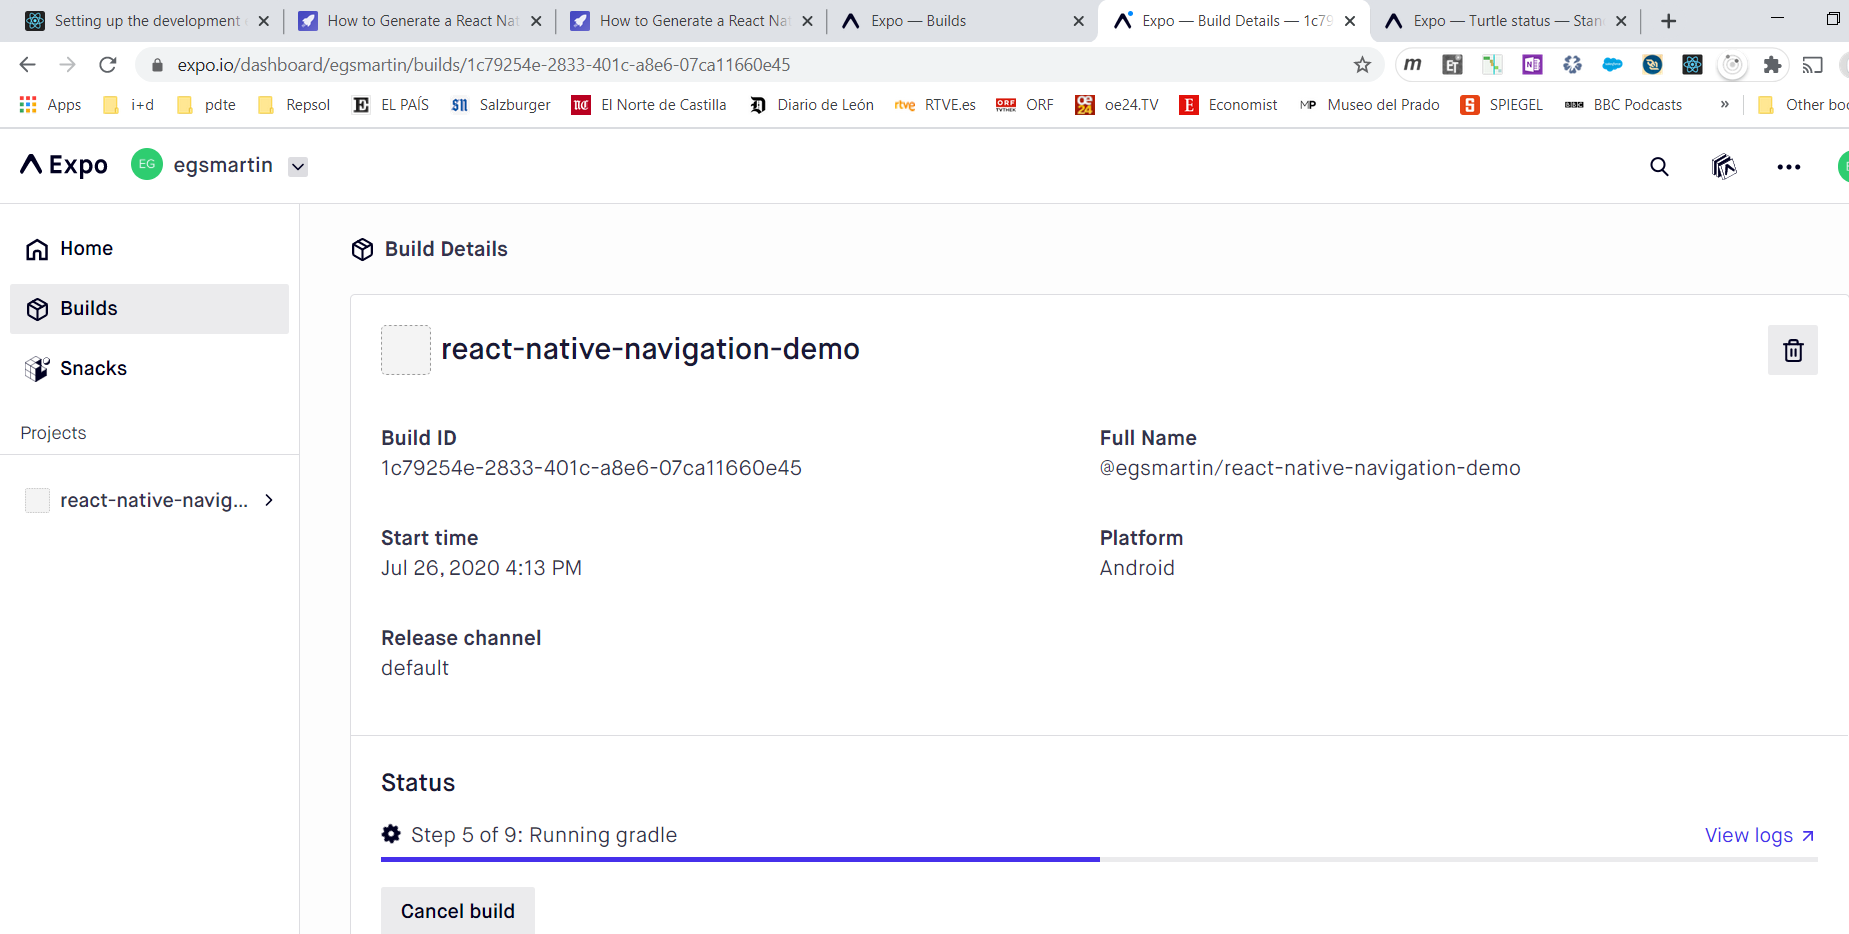 Setting up the development
How to Generate a React Nat
How to Generate a React Nat
Expo — Builds
Expo — Build Details — 1c79
Expo — Turtle status — Stan
expo.io/dashboard/egsmartin/builds/1c79254e-2833-401c-a8e6-07ca11660e45
Apps
i+d
pdte
Repsol
EL PAÍS
Salzburger
El Norte de Castilla
Diario de León
rtve RTVE.es
ORF
oe24.TV
Economist
MP Museo del Prado
SPIEGEL
BBC BBC Podcasts
»
Other boo
Expo
EG
egsmartin
Home
Builds
Snacks
Projects
react-native-navig...
Build Details
react-native-navigation-demo
Build ID
1c79254e-2833-401c-a8e6-07ca11660e45
Full Name
@egsmartin/react-native-navigation-demo
Start time
Jul 26, 2020 4:13 PM
Platform
Android
Release channel
default
Status
Step 5 of 9: Running gradle
View logs
Cancel build